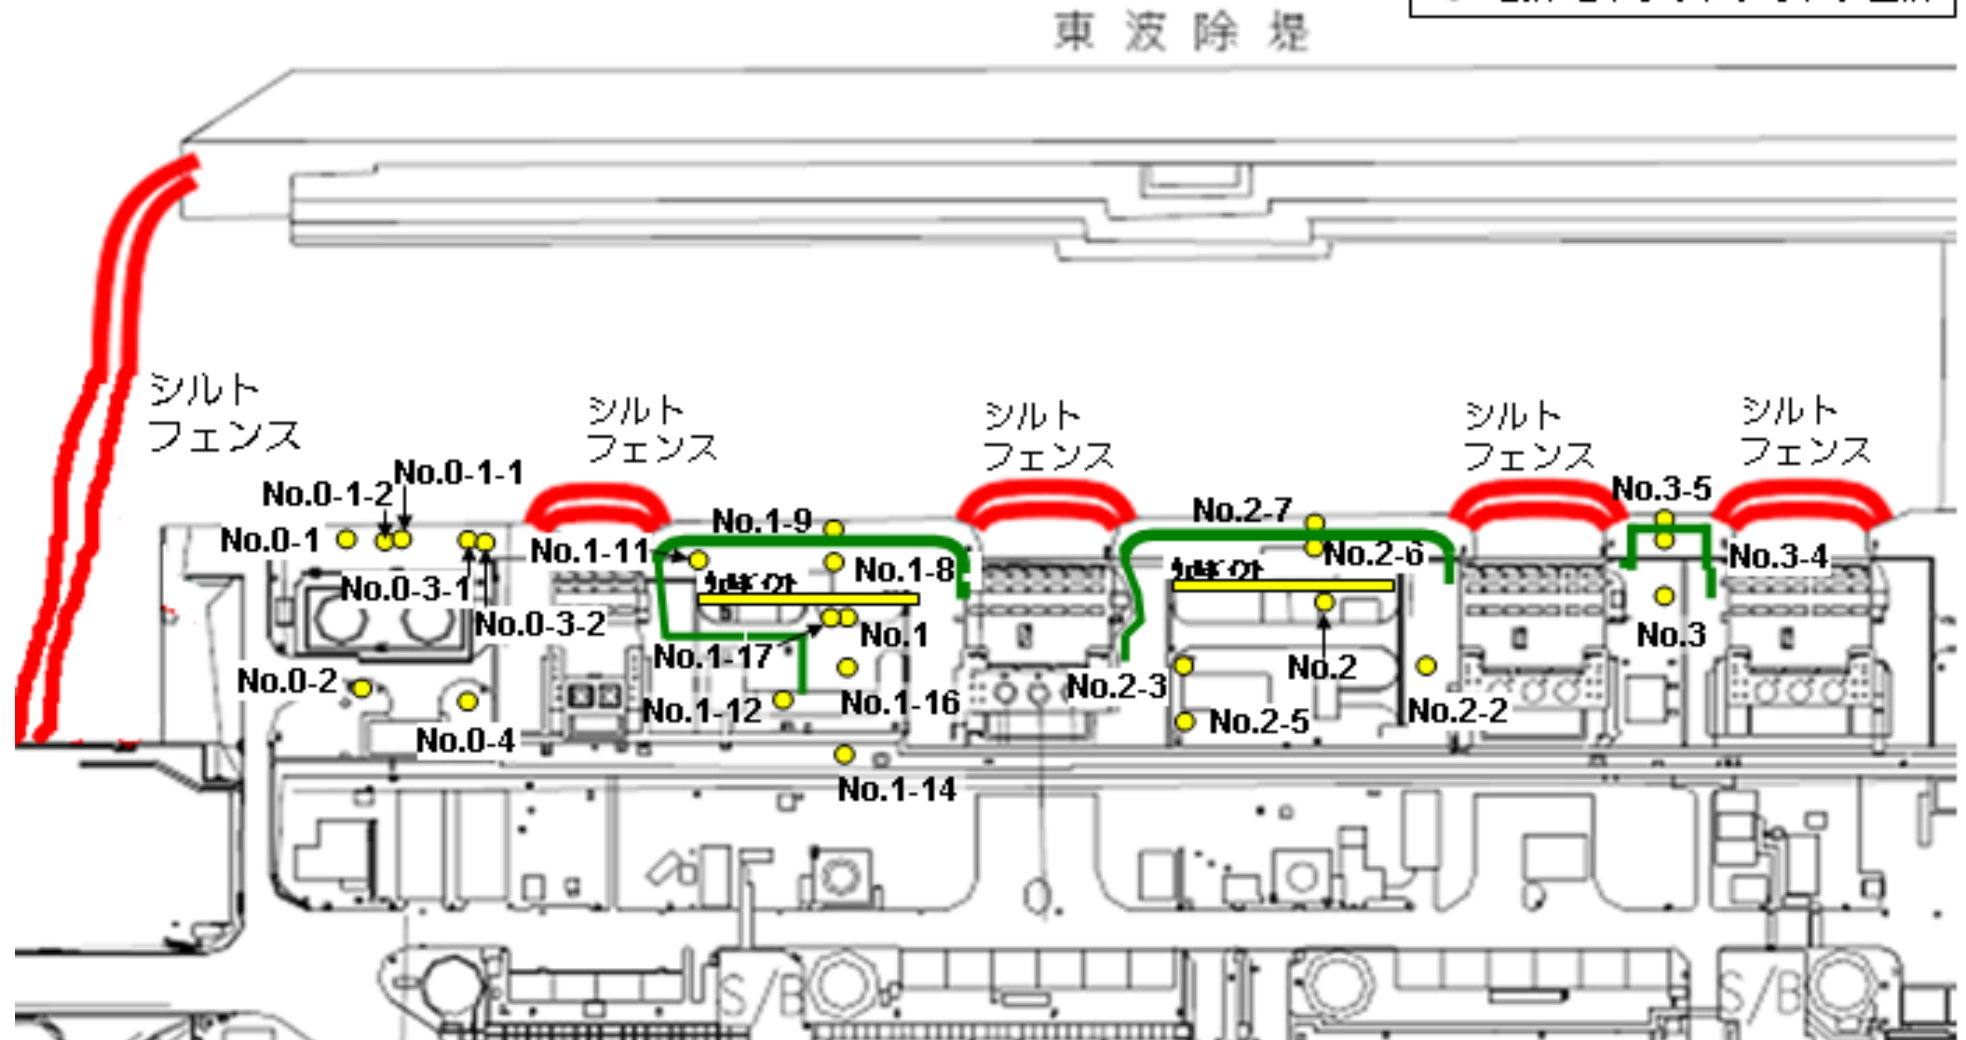 東波除堤
シルト
フェンス
シルト
フェンス
シルト
フェンス
シルト
フェンス
シルト
フェンス
No.0-1-1
No.0-1-2
No.0-1
No.0-3-1
No.0-3-2
No.0-2
No.0-4
No.1-9
No.1-11
No.1-8
No.1
No.1-17
No.1-12
No.1-16
No.1-14
No.2-7
No.2-6
No.2-3
No.2
No.2-5
No.2-2
No.3-5
No.3-4
No.3
S/B
S/B